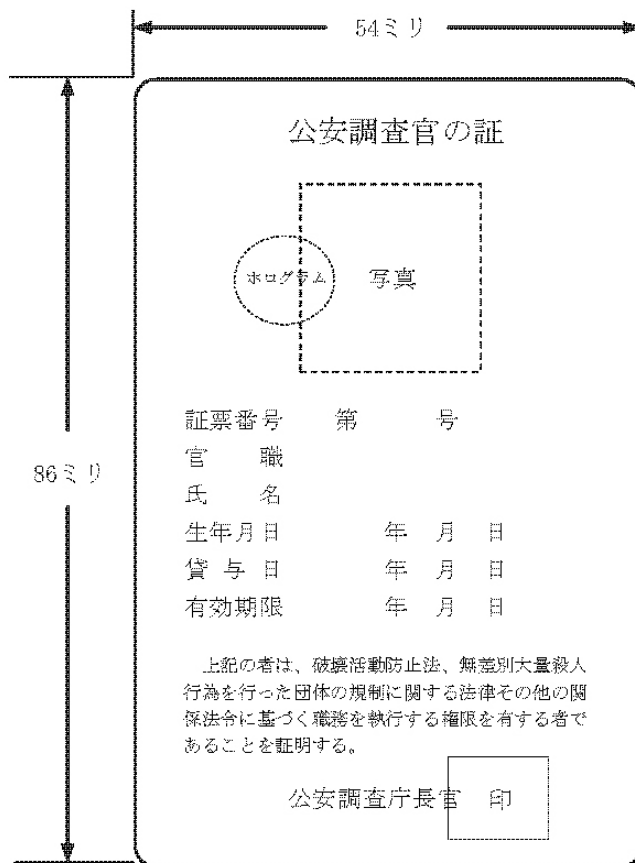 54ミリ
公安調査官の証
ホログラム
写真
証票番号 第 号
86ミリ
官 職
氏 名
生年月日 年 月 日
貸与日 年 月 日
有効期限 年 月 日
上記の者は、破壊活動防止法、無差別大量殺人
行為を行った団体の規制に関する法律その他の関
係法令に基づく職務を執行する権限を有する者で
あることを証明する。
公安調査庁長官 印